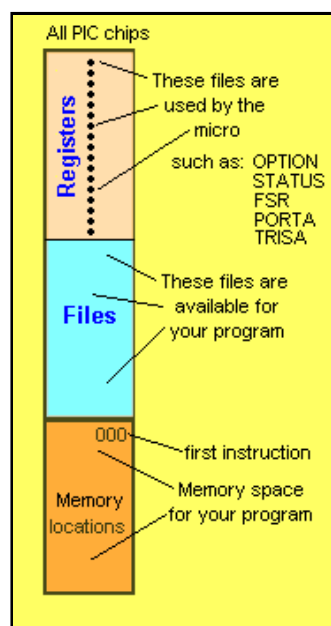 All PIC chips
Registers
These files are
used by the
micro
such as: OPTION
STATUS
FSR
PORTA
TRISA
Files
These files are
available for
your program
000
first instruction
Memory
locations
Memory space
for your program